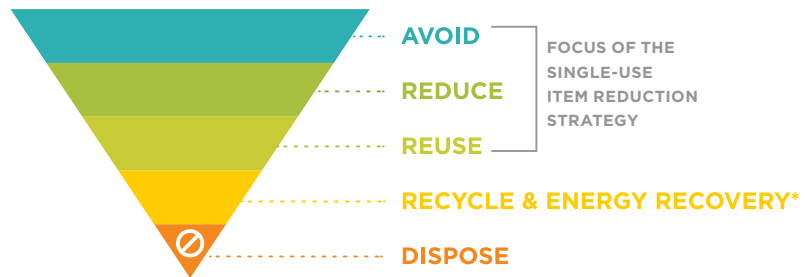 AVOID
REDUCE
REUSE
FOCUS OF THE
SINGLE-USE
ITEM REDUCTION
STRATEGY
RECYCLE & ENERGY RECOVERY*
DISPOSE